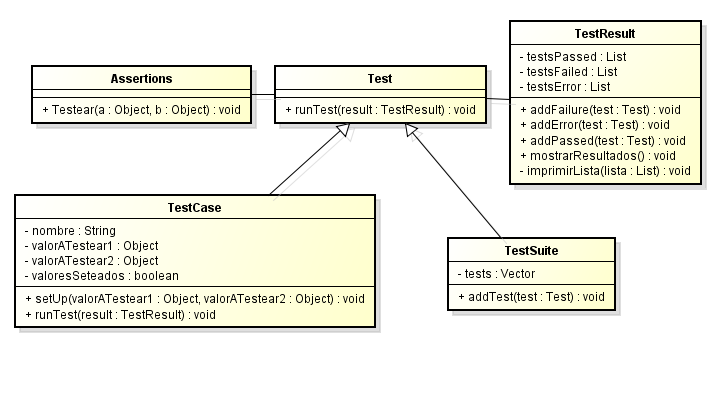 Assertions
+ Testear(a : Object, b : Object) : void
Test
+ runTest(result : TestResult) : void
TestResult
- testsPassed : List
- testsFailed : List
- testsError : List
+ addFailure(test : Test) : void
+ addError(test : Test) : void
+ addPassed(test : Test) : void
+ mostrarResultados() : void
- imprimirLista(lista : List) : void
TestCase
- nombre : String
- valorATestear1 : Object
- valorATestear2 : Object
- valoresSeteados : boolean
+ setUp(valorATestear1 : Object, valorATestear2 : Object) : void
+ runTest(result : TestResult) : void
TestSuite
- tests : Vector
+ addTest(test : Test) : void